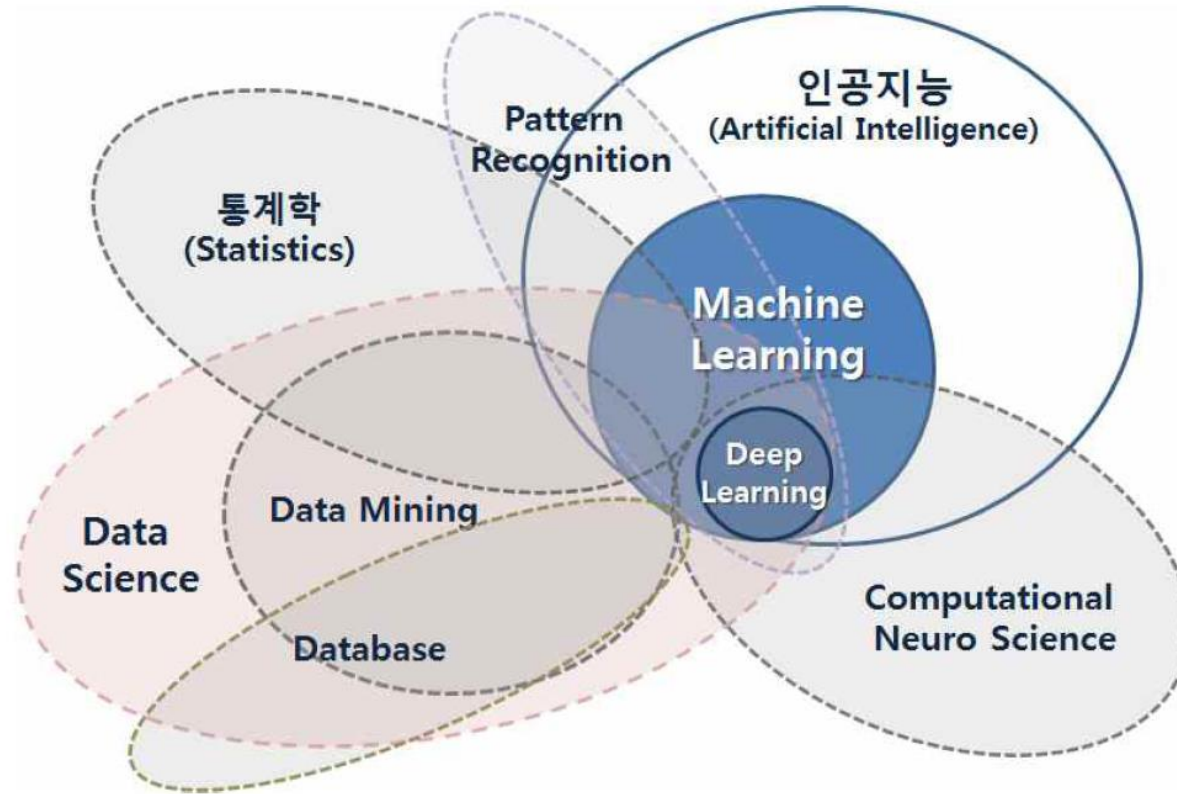 인공지능
(Artificial Intelligence)
Pattern
Recognition
통계학
(Statistics)
Machine
Learning
Deep
Learning
Data Mining
Data
Science
Computational
Neuro Science
Database